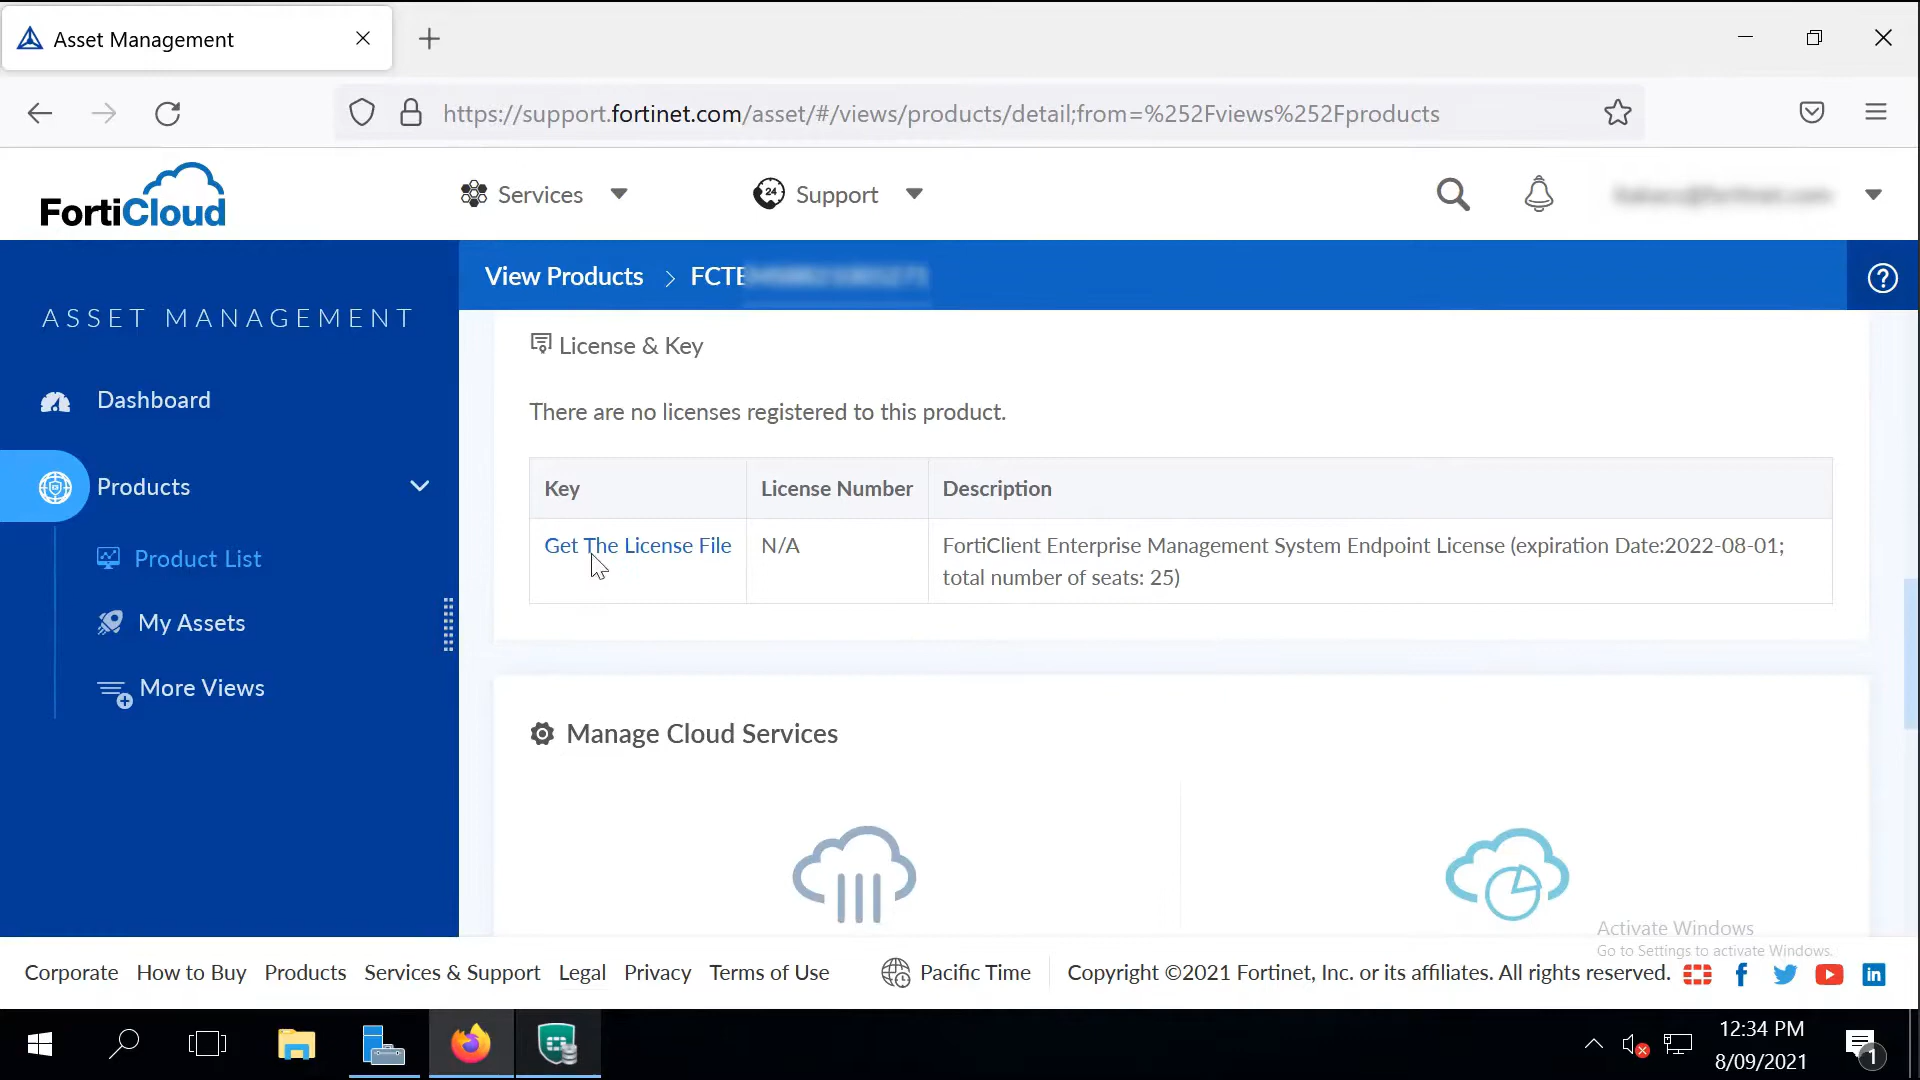 Asset Management
https://support.fortinet.com/asset/#/views/products/detail;from=%252Fviews%252Fproducts
FortiCloud
Services
24
Support
View Products > FCTE
ASSET MANAGEMENT
Dashboard
Products
Product List
My Assets
More Views
License & Key
There are no licenses registered to this product.
Key License Number Description
Get The License File N/A FortiClient Enterprise Management System Endpoint License (expiration Date:2022-08-01;
total number of seats: 25)
Manage Cloud Services
Activate Windows
Go to Settings to activate Windows.
Corporate How to Buy Products Services & Support Legal Privacy Terms of Use Pacific Time Copyright ©2021 Fortinet, Inc. or its affiliates. All rights reserved.
12:34 PM
8/09/2021
1